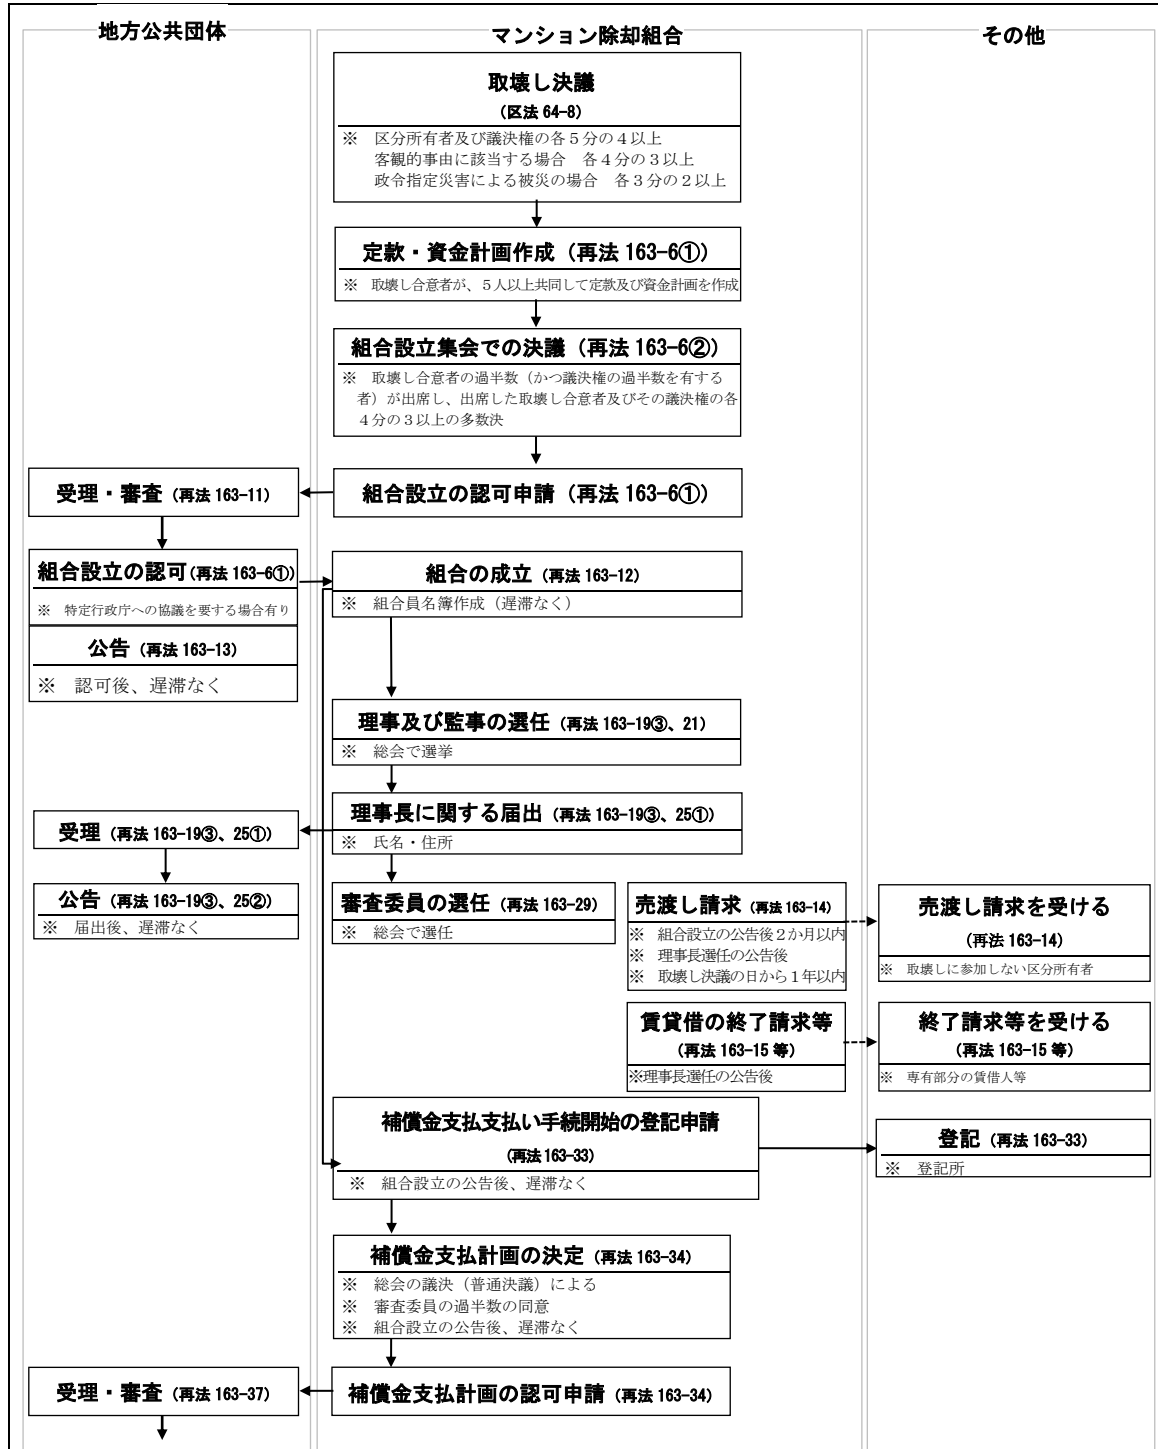 地方公共団体
マンション除却組合
その他
取壊し決議
(区法 64-8)
※　区分所有者及び議決権の各５分の４以上
客観的事由に該当する場合　各４分の３以上
政令指定災害による被災の場合　各３分の２以上
定款・資金計画作成（再法 163-6①）
※　取壊し合意者が、５人以上共同して定款及び資金計画を作成
組合設立集会での決議（再法 163-6②）
※　取壊し合意者の過半数（かつ議決権の過半数を有する
者）が出席し、出席した取壊し合意者及びその議決権の各
４分の３以上の多数決
受理・審査（再法 163-11）
組合設立の認可申請（再法 163-6①）
組合設立の認可(再法 163-6①)
※　特定行政庁への協議を要する場合有り
組合の成立（再法 163-12）
※　組合員名簿作成（遅滞なく）
公告（再法 163-13）
※　認可後、遅滞なく
理事及び監事の選任（再法 163-19③、21）
※　総会で選挙
理事長に関する届出（再法 163-19③、25①）
※　氏名・住所
受理（再法 163-19③、25①）
公告（再法 163-19③、25②）
※　届出後、遅滞なく
審査委員の選任（再法 163-29）
※　総会で選任
売渡し請求（再法 163-14）
※　組合設立の公告後２か月以内
※　理事長選任の公告後
※　取壊し決議の日から１年以内
売渡し請求を受ける
（再法 163-14）
※　取壊しに参加しない区分所有者
賃貸借の終了請求等
（再法 163-15 等）
※理事長選任の公告後
終了請求等を受ける
（再法 163-15 等）
※　専有部分の賃借人等
補償金支払支払い手続開始の登記申請
（再法 163-33）
※　組合設立の公告後、遅滞なく
登記（再法 163-33）
※　登記所
補償金支払計画の決定（再法 163-34）
※　総会の議決（普通決議）による
※　審査委員の過半数の同意
※　組合設立の公告後、遅滞なく
受理・審査（再法 163-37）
補償金支払計画の認可申請（再法 163-34）